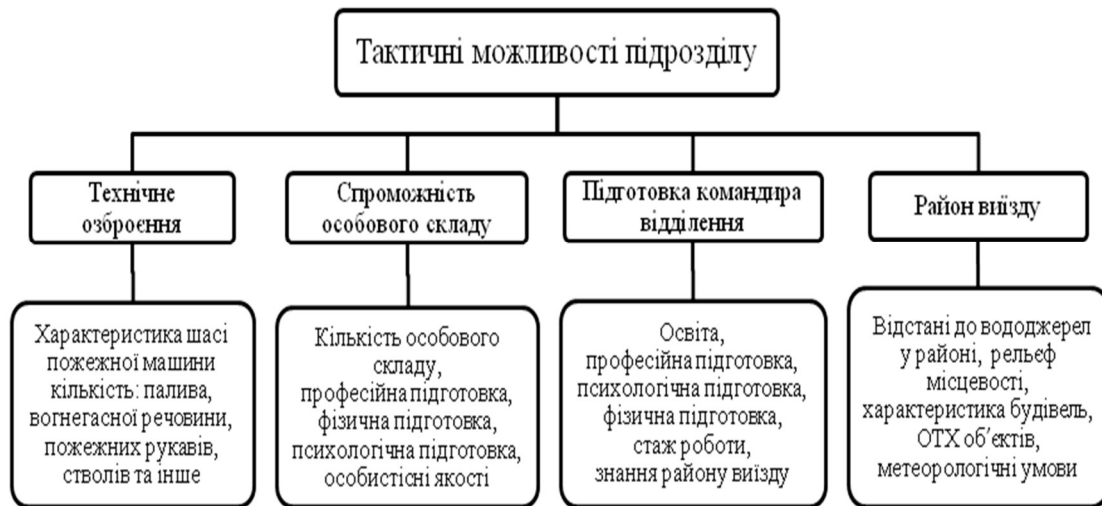 Тактичні можливості підрозділу
Технічне
озброєння
Спроможність
особового складу
Підготовка командира
відділення
Район виїзду
Характеристика шасі
пожежної машини
кількість: палива,
вогнегасної речовини,
пожежних рукавів,
стволів та інше
Кількість особового
складу,
професійна підготовка,
фізична підготовка,
психологічна підготовка,
особистісні якості
Освіта,
професійна підготовка,
психологічна підготовка,
фізична підготовка,
стаж роботи,
знання району виїзду
Відстані до вододжерел
у районі, рельєф
місцевості,
характеристика будівель,
ОТХ об′єктів,
метеорологічні умови